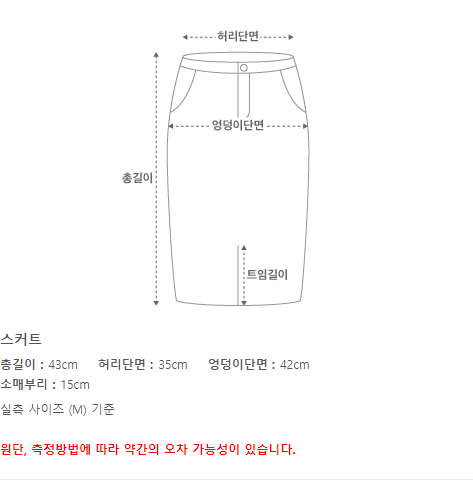 허리단면
엉덩이단면
총길이
트임길이
스커트
총길이 : 43cm 허리단면 : 35cm 엉덩이단면 : 42cm
소매부리 : 15cm
실측 사이즈 (M) 기준
원단, 측정방법에 따라 약간의 오차 가능성이 있습니다.